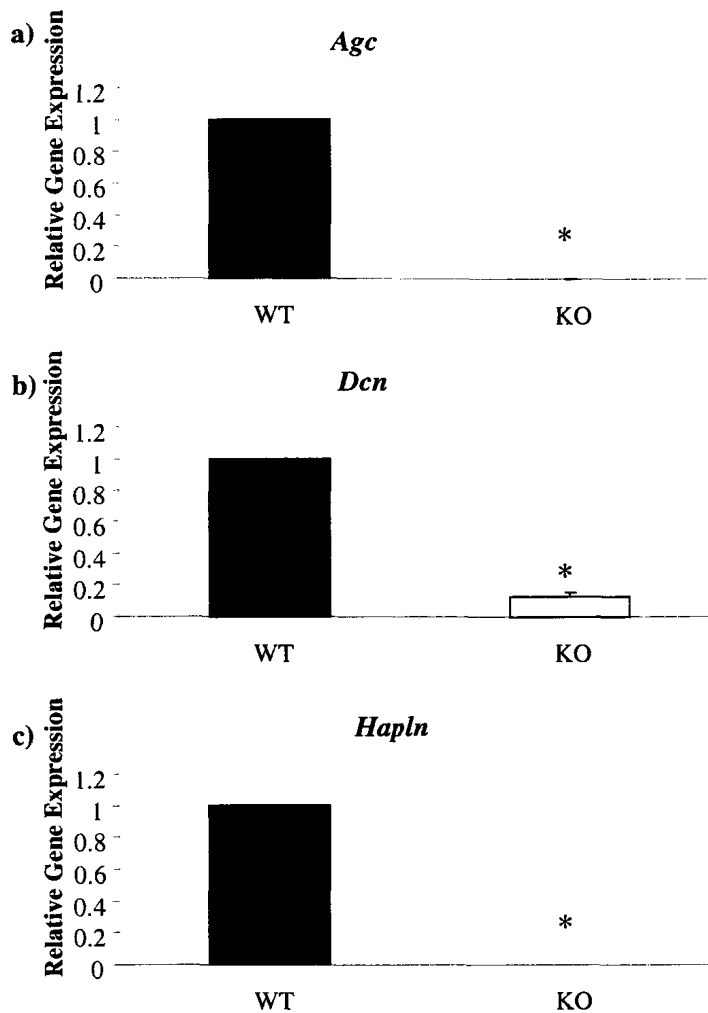 a)
Agc
Relative Gene Expression
1.2
1
0.8
0.6
0.4
0.2
0
*
WT
KO
b)
Dcn
Relative Gene Expression
1.2
1
0.8
0.6
0.4
0.2
0
*
WT
KO
c)
Hapln
Relative Gene Expression
1.2
1
0.8
0.6
0.4
0.2
0
*
WT
KO